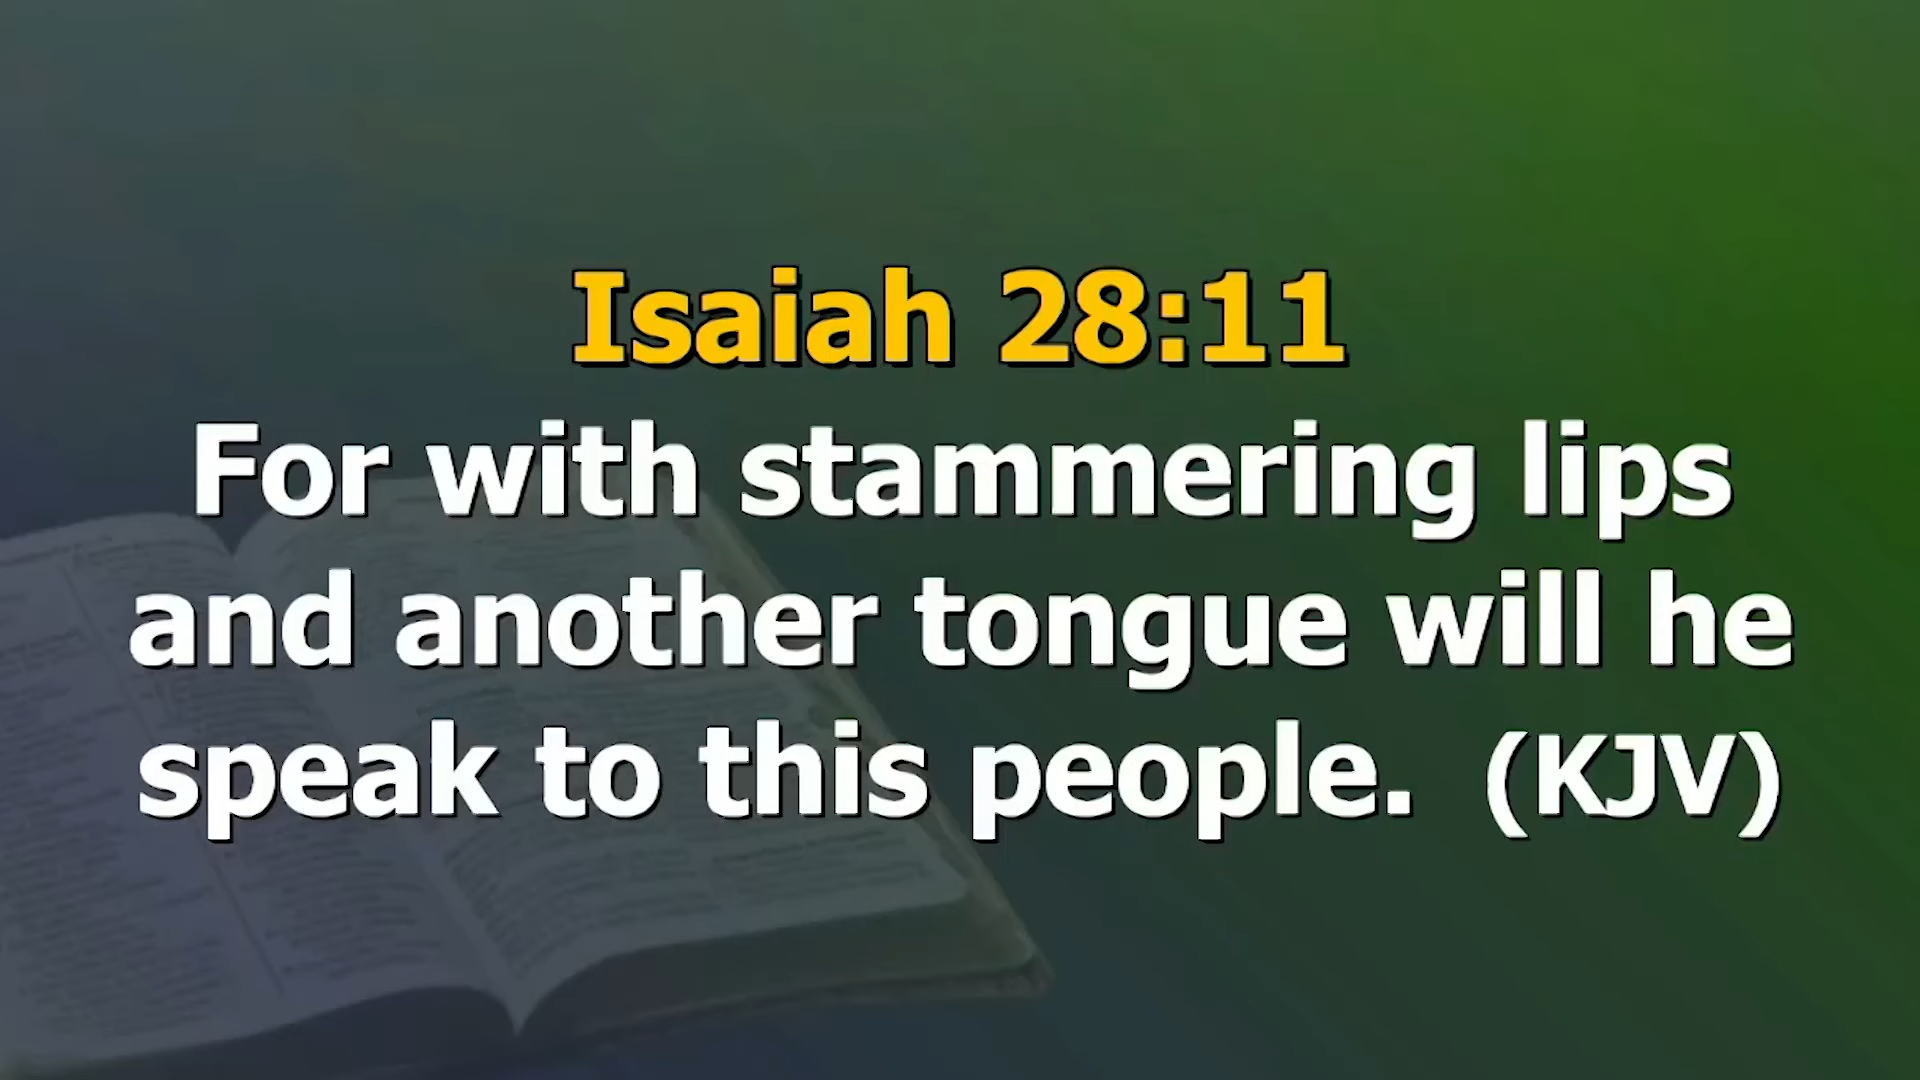 Isaiah 28:11
For with stammering lips
and another tongue will he
speak to this people.  (KJV)